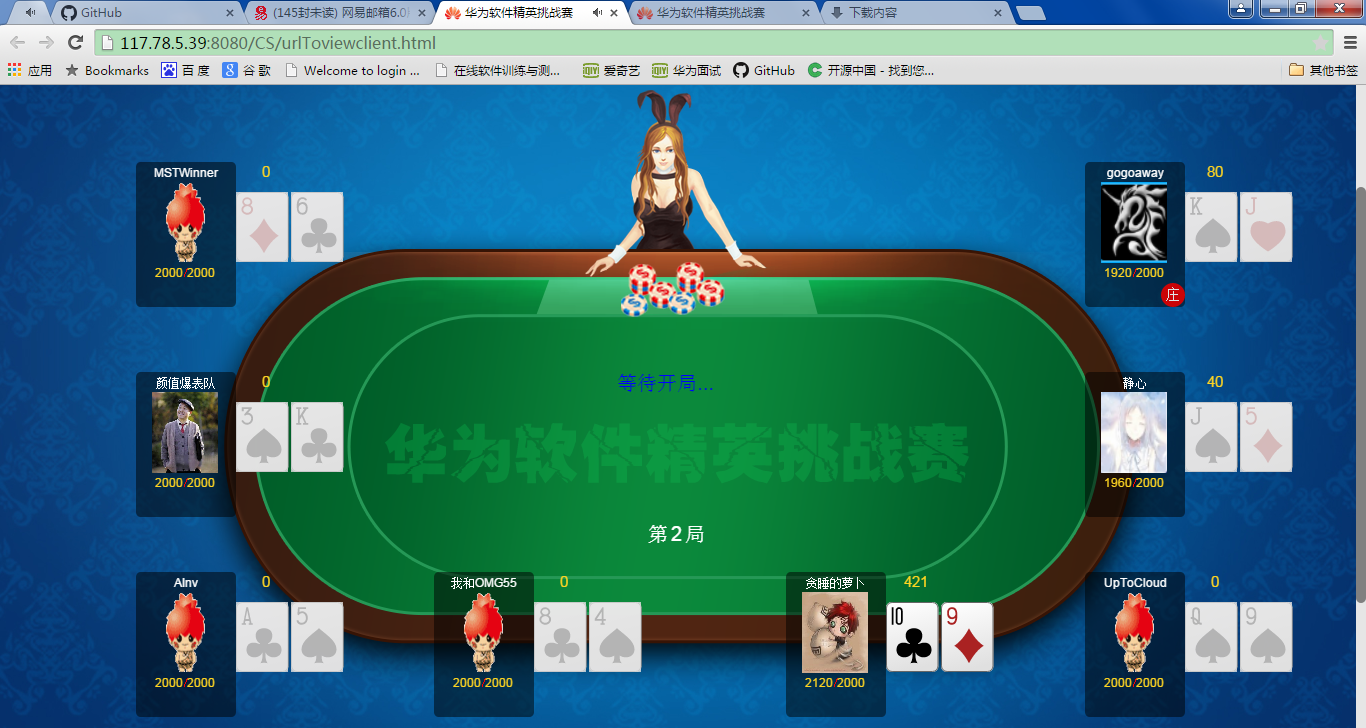 GitHub
(145封未读) 网易邮箱6.0
华为软件精英挑战赛
华为软件精英挑战赛
下载内容
117.78.5.39:8080/CS/urlToviewclient.html
应用
Bookmarks
百度
谷歌
Welcome to login ...
在线软件训练与测...
爱奇艺
华为面试
GitHub
开源中国 - 找到您...
其他书签
MSTWinner
0
8
6
2000/2000
gogoaway
80
K
J
1920/2000
庄
颜值爆表队
0
3
K
2000/2000
等待开局...
华为软件精英挑战赛
第2局
静心
40
J
5
1960/2000
AInv
0
A
5
2000/2000
我和OMG55
0
8
4
2000/2000
贪睡的萝卜
421
10
9
2120/2000
UpToCloud
0
Q
9
2000/2000